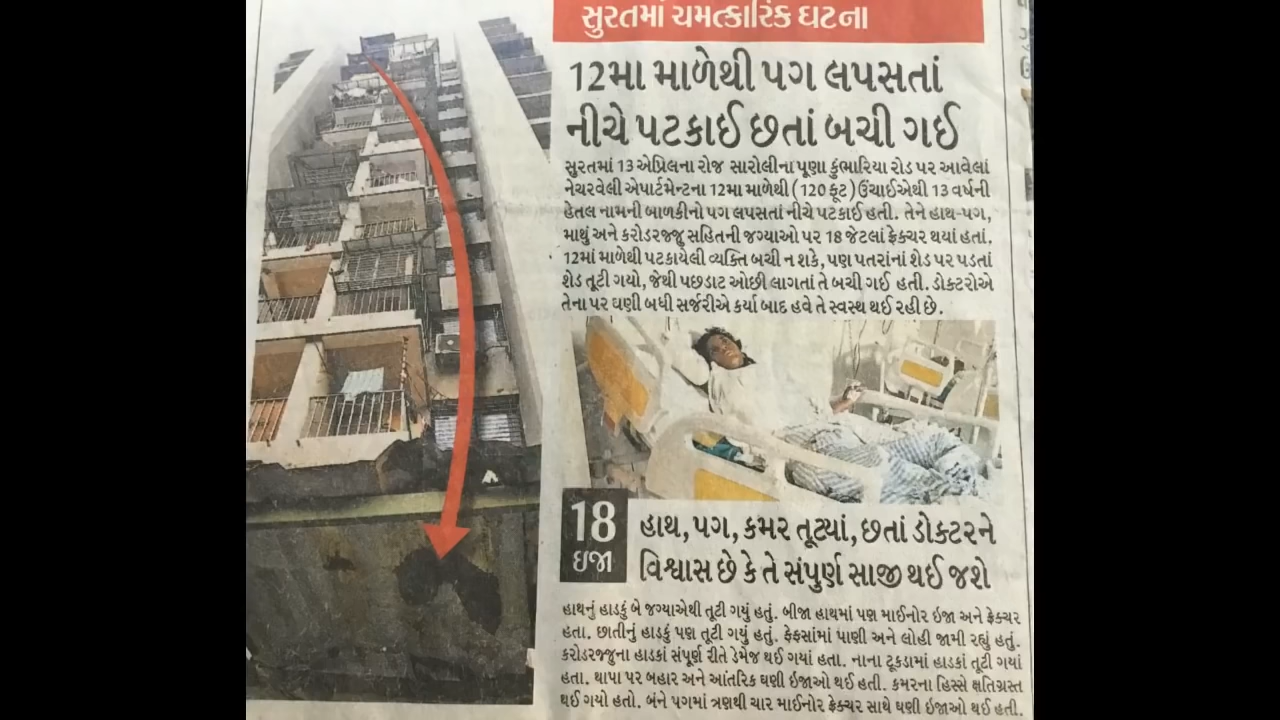 સુરતમાં ચમત્કારિક ઘટના
12મા માળેથી પગ લપસતાં
નીચે પટકાઈ છતાં બચી ગઈ
સુરતમાં 13 એપ્રિલના રોજ સારોલીના પૂણા કુંભારિયા રોડ પર આવેલાં
નેચરવેલી એપાર્ટમેન્ટના 12મા માળેથી (120 ફૂટ) ઉંચાઈએથી 13 વર્ષની
હેતલ નામની બાળકીનો પગ લપસતાં નીચે પટકાઈ હતી. તેને હાથ-પગ,
માથું અને કરોડરજ્જુ સહિતની જગ્યાઓ પર 18 જેટલાં ફ્રેક્ચર થયાં હતાં.
12માં માળેથી પટકાયેલી વ્યક્તિ બચી ન શકે, પણ પતરાંનાં શેડ પર પડતાં
શેડ તૂટી ગયો, જેથી પછડાટ ઓછી લાગતાં તે બચી ગઈ હતી. ડોક્ટરોએ
તેના પર ઘણી બધી સર્જરીએ કર્યા બાદ હવે તે સ્વસ્થ થઈ રહી છે.
18
ઇજા
હાથ, પગ, કમર તૂટ્યાં, છતાં ડોક્ટરને
વિશ્વાસ છે કે તે સંપુર્ણ સાજી થઈ જશે
હાથનું હાડકું બે જગ્યાએથી તૂટી ગયું હતું. બીજા હાથમાં પણ માઈનોર ઇજા અને ફ્રેક્ચર
હતા. છાતીનું હાડકું પણ તૂટી ગયું હતું. ફેફસાંમાં પાણી અને લોહી જામી રહ્યું હતું.
કરોડરજ્જુના હાડકાં સંપૂર્ણ રીતે ડેમેજ થઈ ગયાં હતા. નાના ટૂકડામાં હાડકાં તૂટી ગયાં
હતા. થાપા પર બહાર અને આંતરિક ઘણી ઇજાઓ થઈ હતી. કમરના હિસ્સે ક્ષતિગ્રસ્ત
થઈ ગયો હતો. બંને પગમાં ત્રણથી ચાર માઈનોર ફ્રેક્ચર સાથે ઘણી ઇજાઓ થઈ હતી.